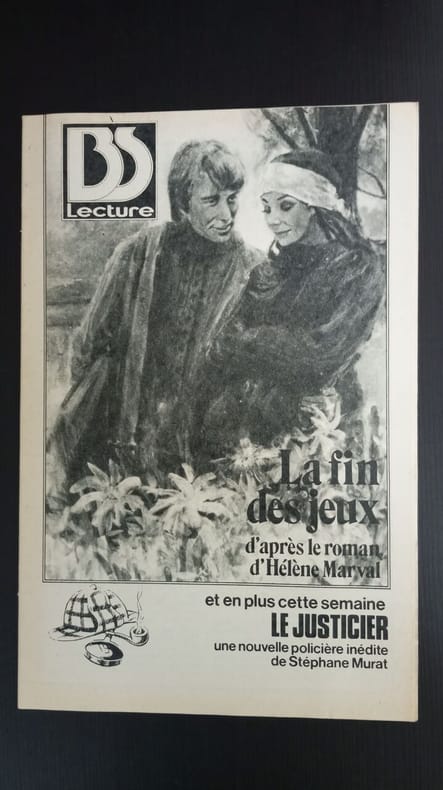 BS
Lecture
La fin
des jeux
d'après le roman
d'Hélène Marval
et en plus cette semaine
LE JUSTICIER
une nouvelle policière inédite
de Stéphane Murat